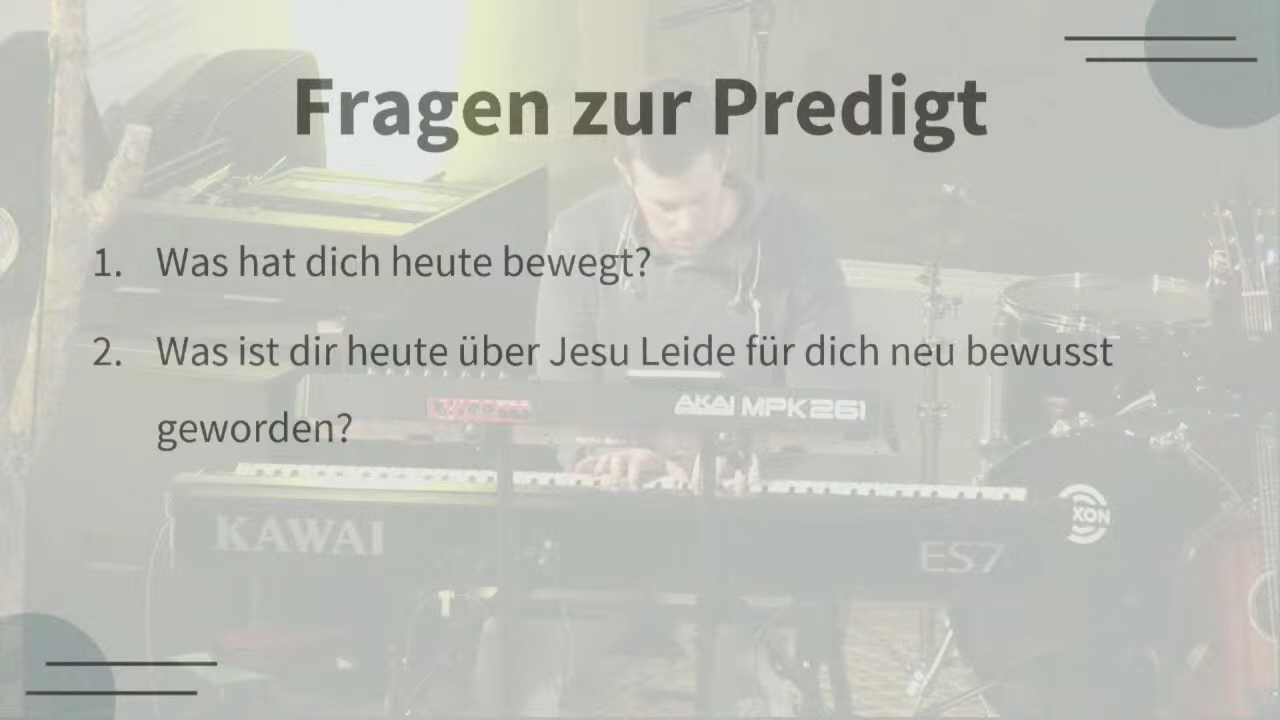 Fragen zur Predigt
1. Was hat dich heute bewegt?
2. Was ist dir heute über Jesu Leide für dich neu bewusst
geworden?
AKAI MPK261
KAWAI
ES7
XON